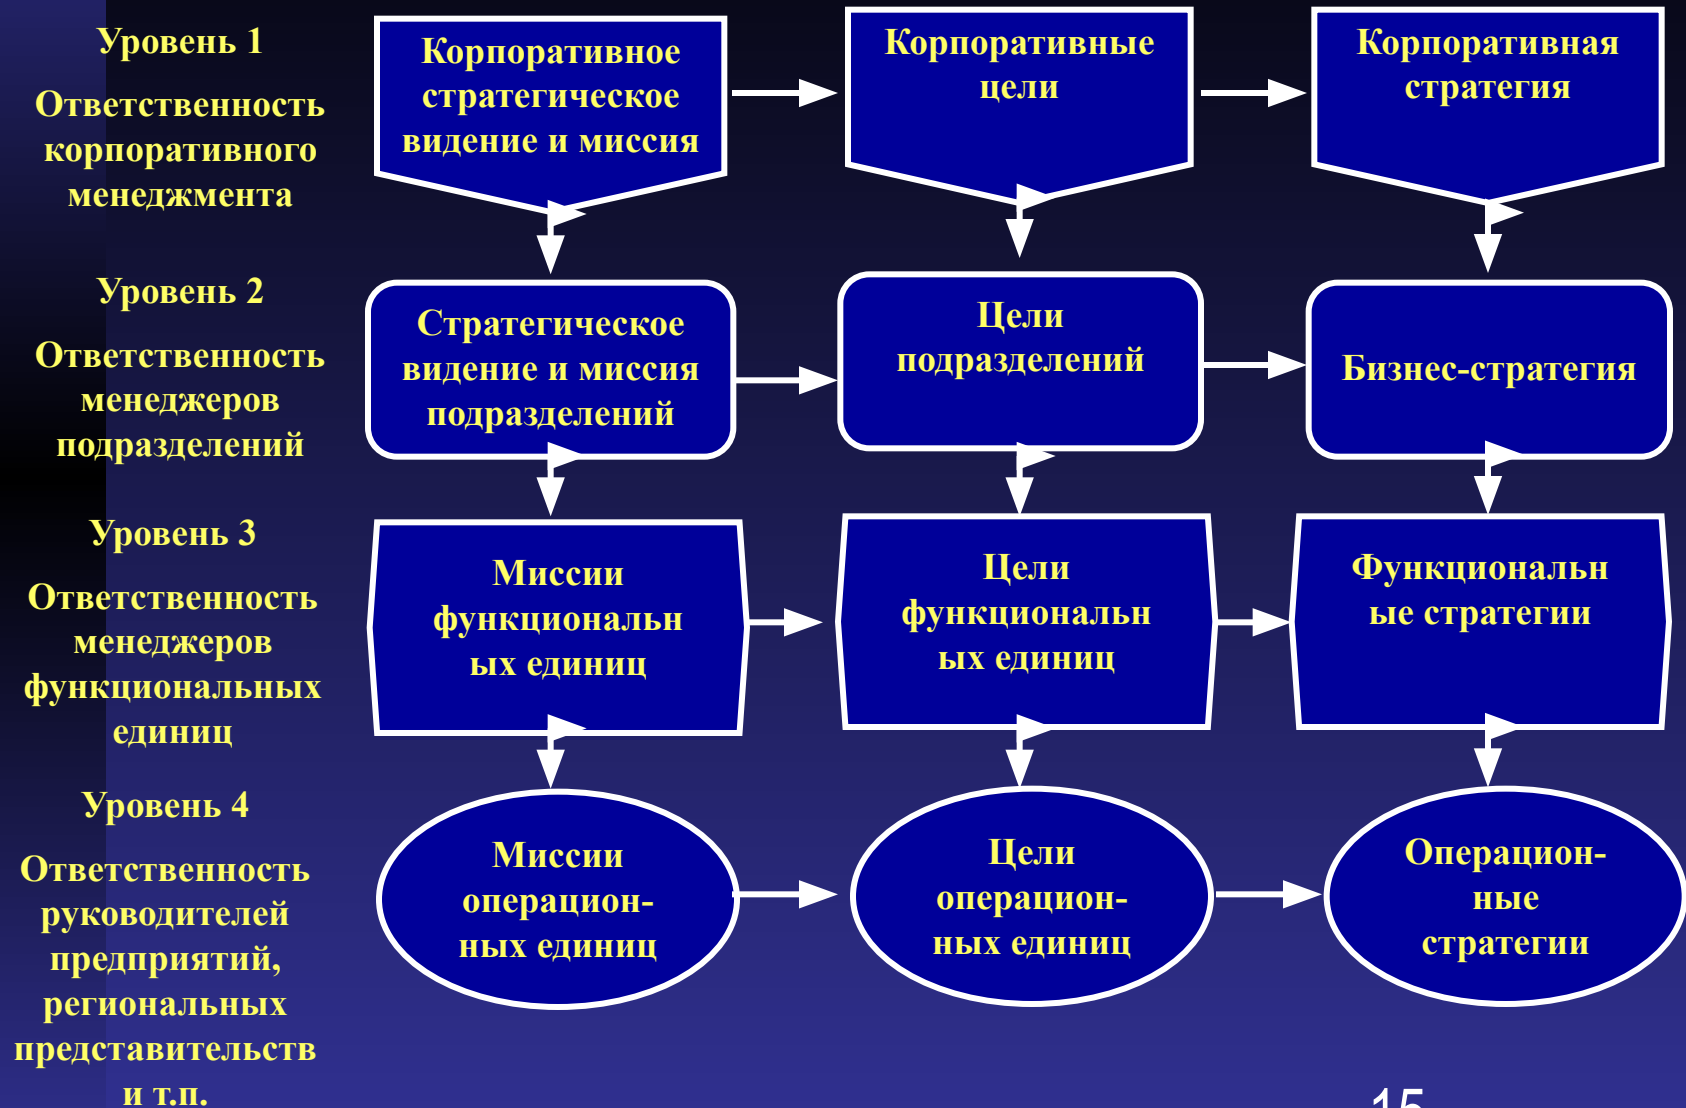 Уровень 1
Ответственность
корпоративного
менеджмента
Корпоративное
стратегическое
видение и миссия
Корпоративные
цели
Корпоративная
стратегия
Уровень 2
Ответственность
менеджеров
подразделений
Стратегическое
видение и миссия
подразделений
Цели
подразделений
Бизнес-стратегия
Уровень 3
Ответственность
менеджеров
функциональных
единиц
Миссии
функциональн
ых единиц
Цели
функциональн
ых единиц
Функциональн
ые стратегии
Уровень 4
Ответственность
руководителей
предприятий,
региональных
представительств
и т.п.
Миссии
операцион-
ных единиц
Цели
операцион-
ных единиц
Операцион-
ные
стратегии
15